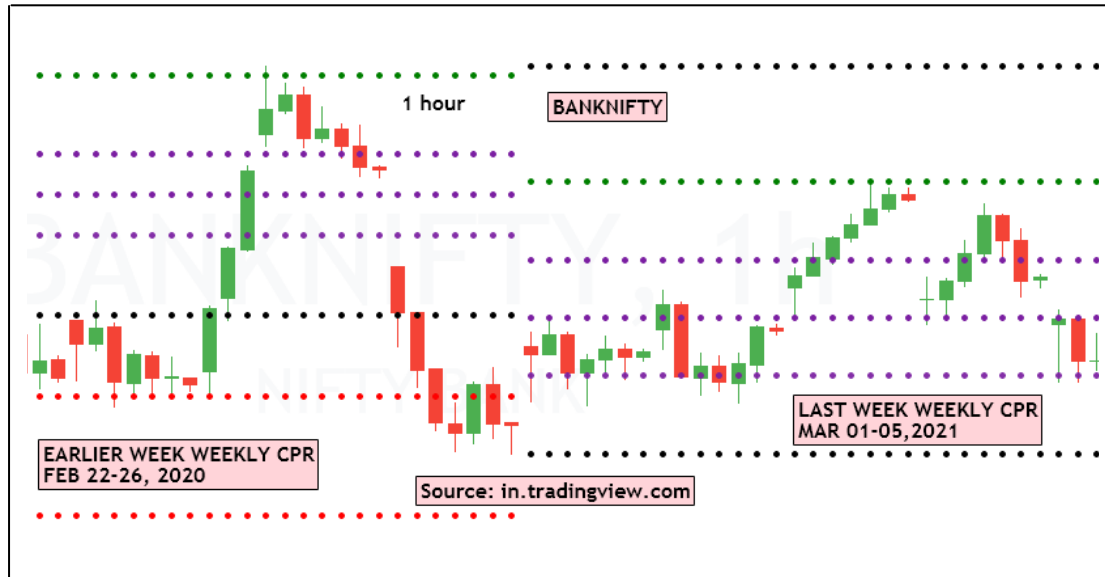 1 hour
BANKNIFTY
BANKNIFTY, 1h
NIFTY BANK
EARLIER WEEK WEEKLY CPR
FEB 22-26, 2020
LAST WEEK WEEKLY CPR
MAR 01-05,2021
Source: in.tradingview.com